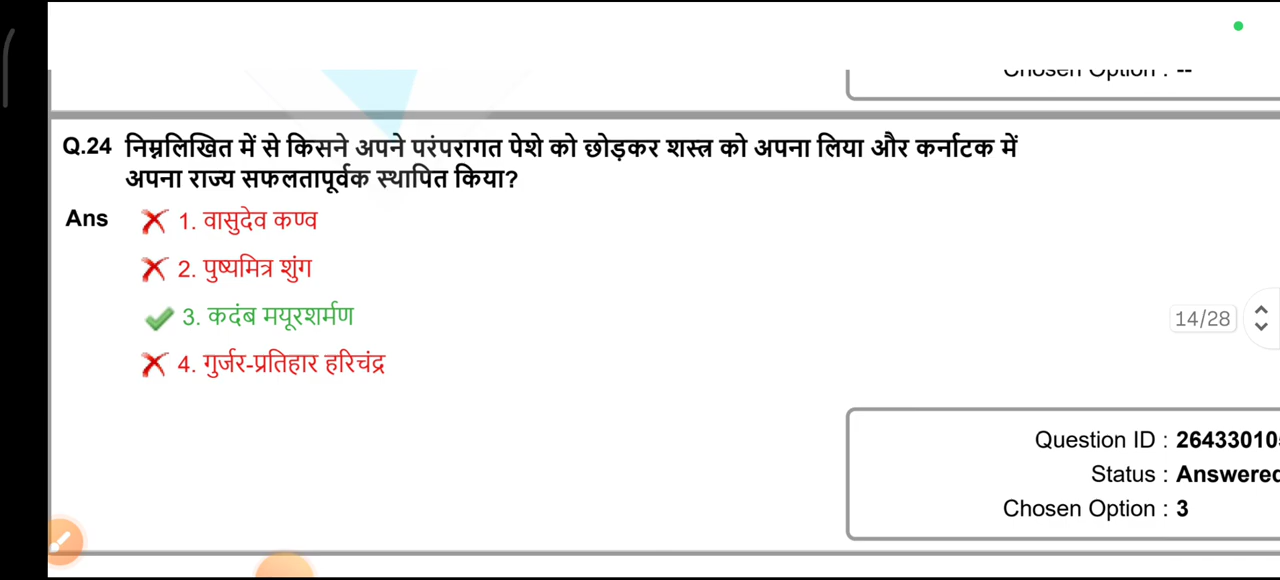 Chosen Option : --
Q.24 निम्नलिखित में से किसने अपने परंपरागत पेशे को छोड़कर शस्त्र को अपना लिया और कर्नाटक में
अपना राज्य सफलतापूर्वक स्थापित किया?
Ans 1. वासुदेव कण्व
2. पुष्यमित्र शुंग
3. कदंब मयूरशर्मण
14/28
4. गुर्जर-प्रतिहार हरिचंद्र
Question ID : 26433010
Status : Answered
Chosen Option : 3